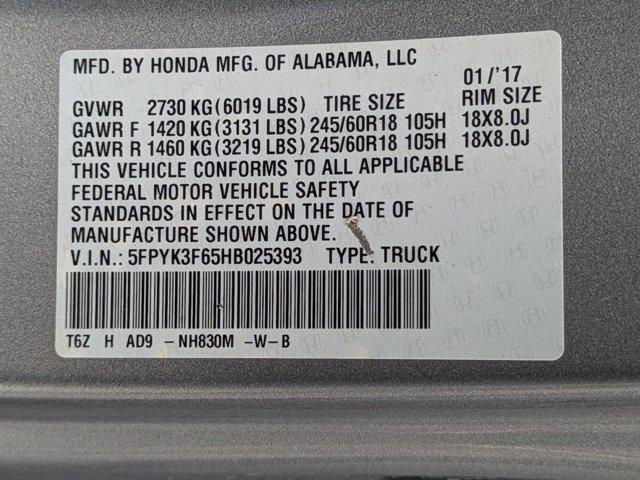 MFD. BY HONDA MFG. OF ALABAMA, LLC
01/'17
GVWR 2730 KG(6019 LBS) TIRE SIZE RIM SIZE
GAWR F 1420 KG(3131 LBS) 245/60R18 105H 18X8.0J
GAWR R 1460 KG(3219 LBS) 245/60R18 105H 18X8.0J
THIS VEHICLE CONFORMS TO ALL APPLICABLE
FEDERAL MOTOR VEHICLE SAFETY
STANDARDS IN EFFECT ON THE DATE OF
MANUFACTURE SHOWN ABOVE.
V.I.N.: 5FPYK3F65HB025393 TYPE: TRUCK
T6Z H AD9 -NH830M -W-B